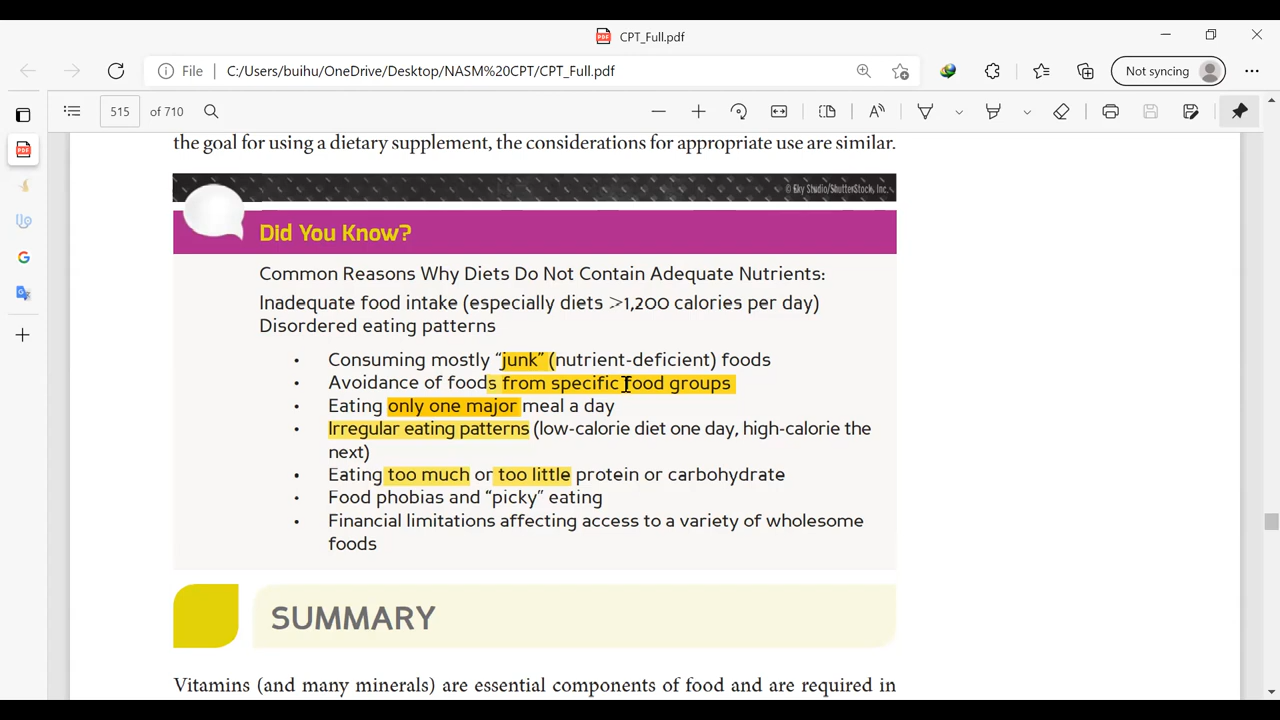 CPT_Full.pdf
File C:/Users/buihu/OneDrive/Desktop/NASM%20CPT/CPT_Full.pdf
Not syncing
515 of 710
the goal for using a dietary supplement, the considerations for appropriate use are similar.
© Eky Studio/ShutterStock, Inc.
Did You Know?
Common Reasons Why Diets Do Not Contain Adequate Nutrients:
Inadequate food intake (especially diets >1,200 calories per day)
Disordered eating patterns
• Consuming mostly “junk” (nutrient-deficient) foods
• Avoidance of foods from specific food groups
• Eating only one major meal a day
• Irregular eating patterns (low-calorie diet one day, high-calorie the
next)
• Eating too much or too little protein or carbohydrate
• Food phobias and “picky” eating
• Financial limitations affecting access to a variety of wholesome
foods
SUMMARY
Vitamins (and many minerals) are essential components of food and are required in